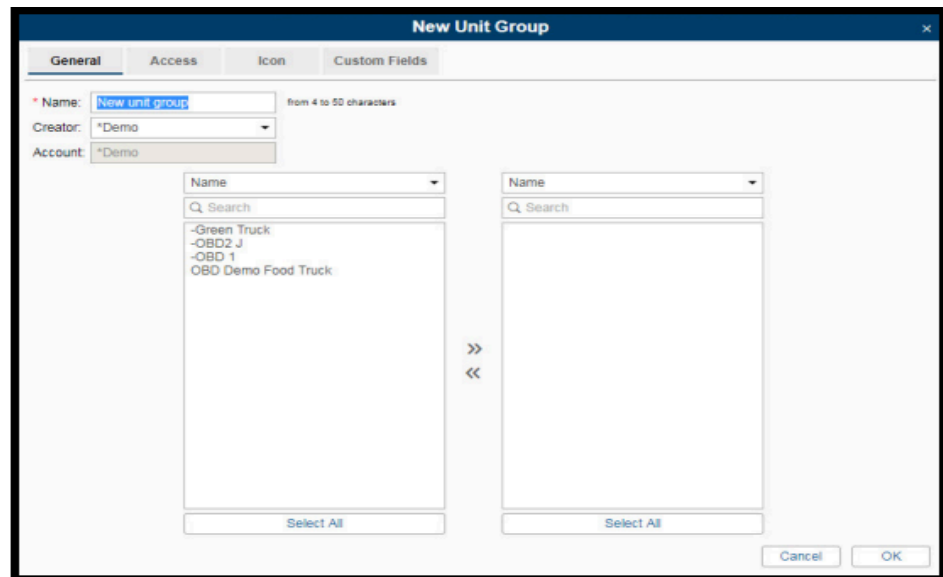 New Unit Group ×
General Access Icon Custom Fields
* Name: New unit group from 4 to 50 characters
Creator: *Demo
Account: *Demo
Name Name
Search Search
-Green Truck
-OBD2 J
-OBD 1
OBD Demo Food Truck
Select All Select All
Cancel OK